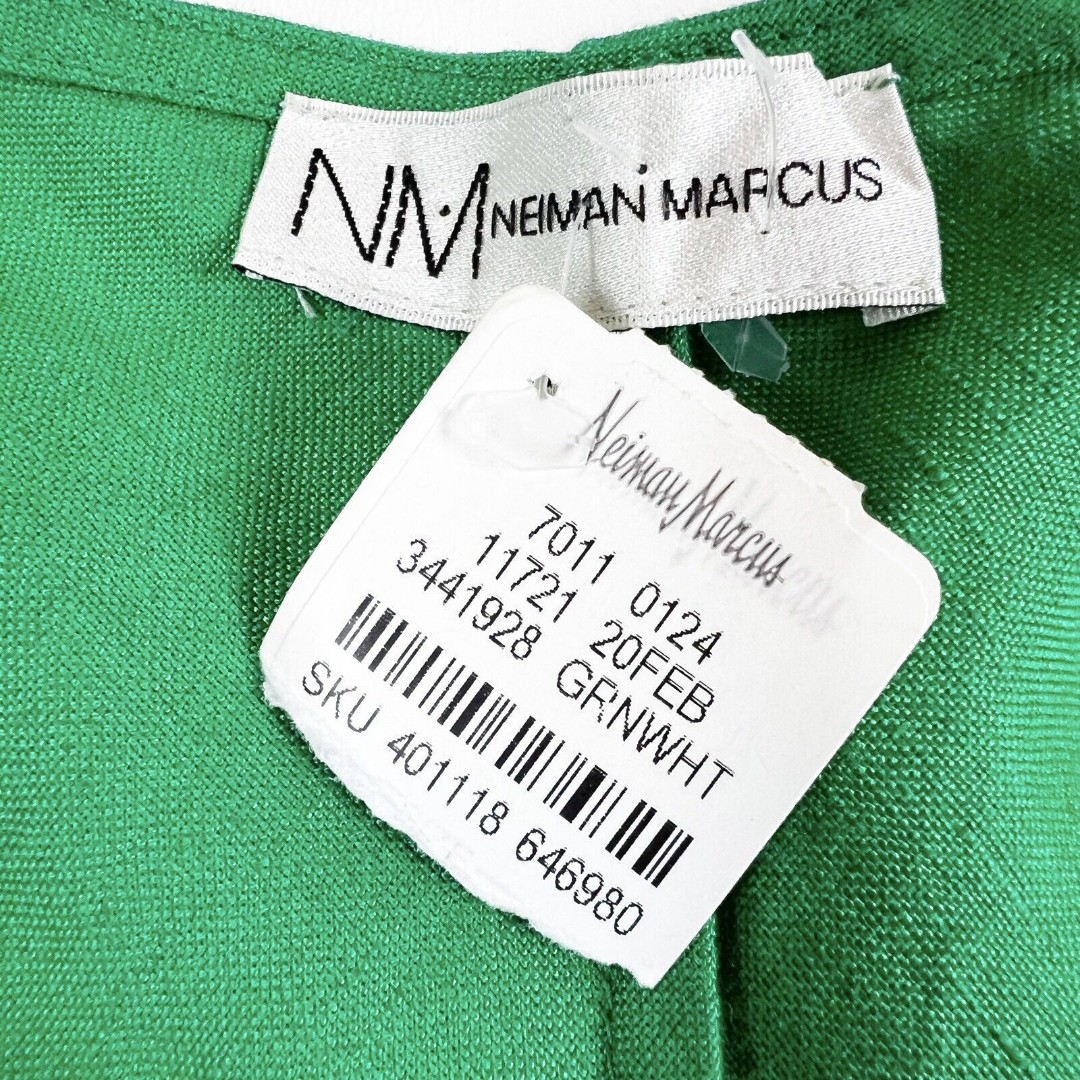 NM NEIMAN MARCUS
Neiman Marcus
7011 0124
11721 20FEB
3441928 GRNWHT
SKU 401118 646980